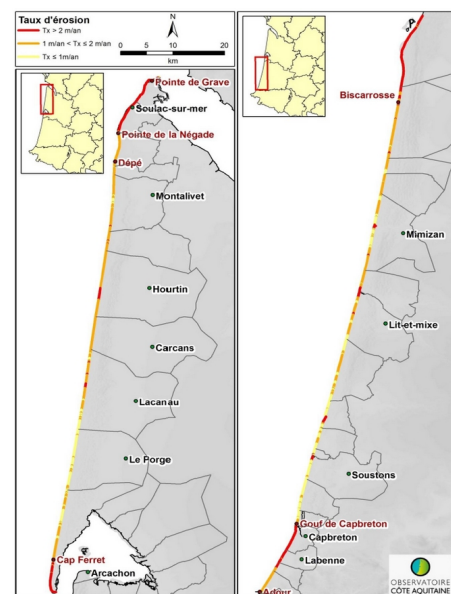 Taux d'érosion
Tx > 2 m/an
1 m/an < Tx ≤ 2 m/an
Tx ≤ 1m/an
N
0 5 10 20
km
Pointe de Grave
Soulac-sur-mer
Pointe de la Négade
Dépé
Montalivet
Hourtin
Carcans
Lacanau
Le Porge
Cap Ferret
Arcachon
Biscarrosse
Mimizan
Lit-et-mixe
Soustons
Gouf de Capbreton
Capbreton
Labenne
Adour
OBSERVATOIRE
CÔTE AQUITAINE